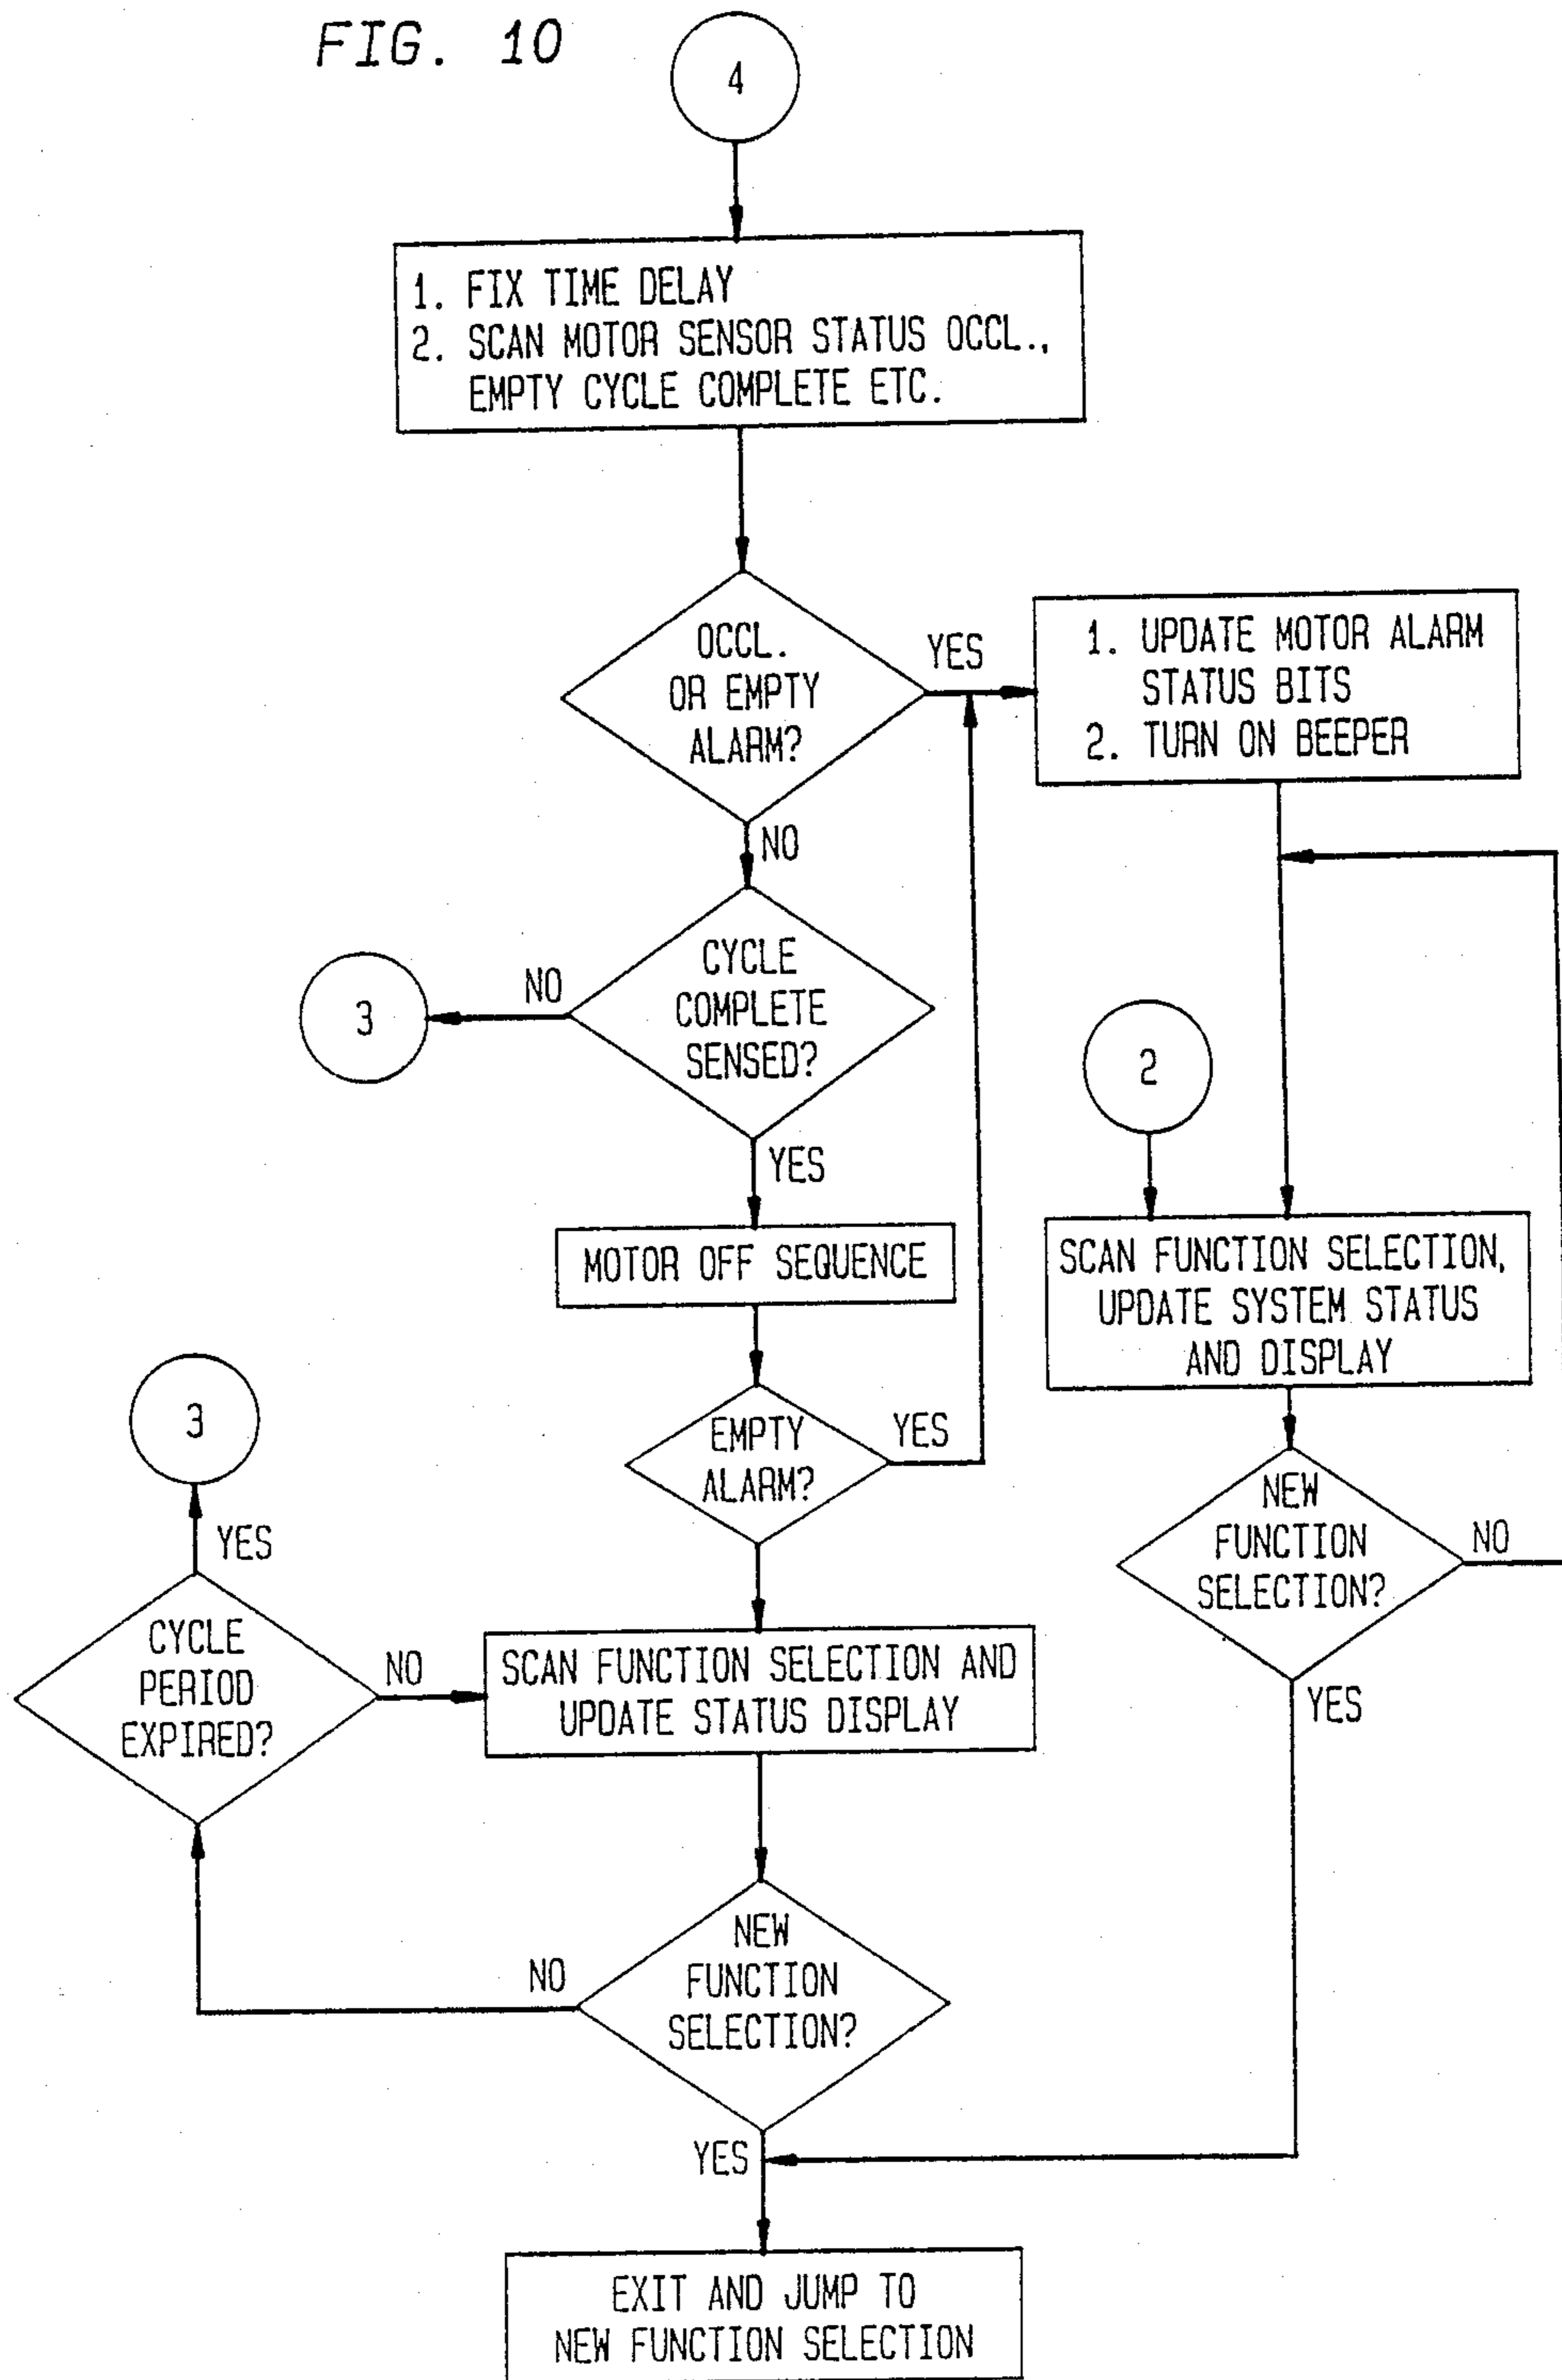 FIG. 10
4
1. FIX TIME DELAY
2. SCAN MOTOR SENSOR STATUS OCCL.,
EMPTY CYCLE COMPLETE ETC.
OCCL.
OR EMPTY
ALARM?
YES
1. UPDATE MOTOR ALARM
STATUS BITS
2. TURN ON BEEPER
NO
CYCLE
COMPLETE
SENSED?
NO
3
2
YES
MOTOR OFF SEQUENCE
SCAN FUNCTION SELECTION,
UPDATE SYSTEM STATUS
AND DISPLAY
3
EMPTY
ALARM?
YES
NEW
FUNCTION
SELECTION?
NO
YES
YES
CYCLE
PERIOD
EXPIRED?
NO
SCAN FUNCTION SELECTION AND
UPDATE STATUS DISPLAY
NEW
FUNCTION
SELECTION?
NO
YES
EXIT AND JUMP TO
NEW FUNCTION SELECTION